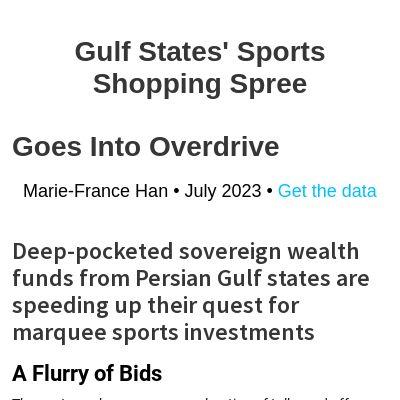 Gulf States' Sports
Shopping Spree
Goes Into Overdrive
Marie-France Han • July 2023 • Get the data
Deep-pocketed sovereign wealth
funds from Persian Gulf states are
speeding up their quest for
marquee sports investments
A Flurry of Bids